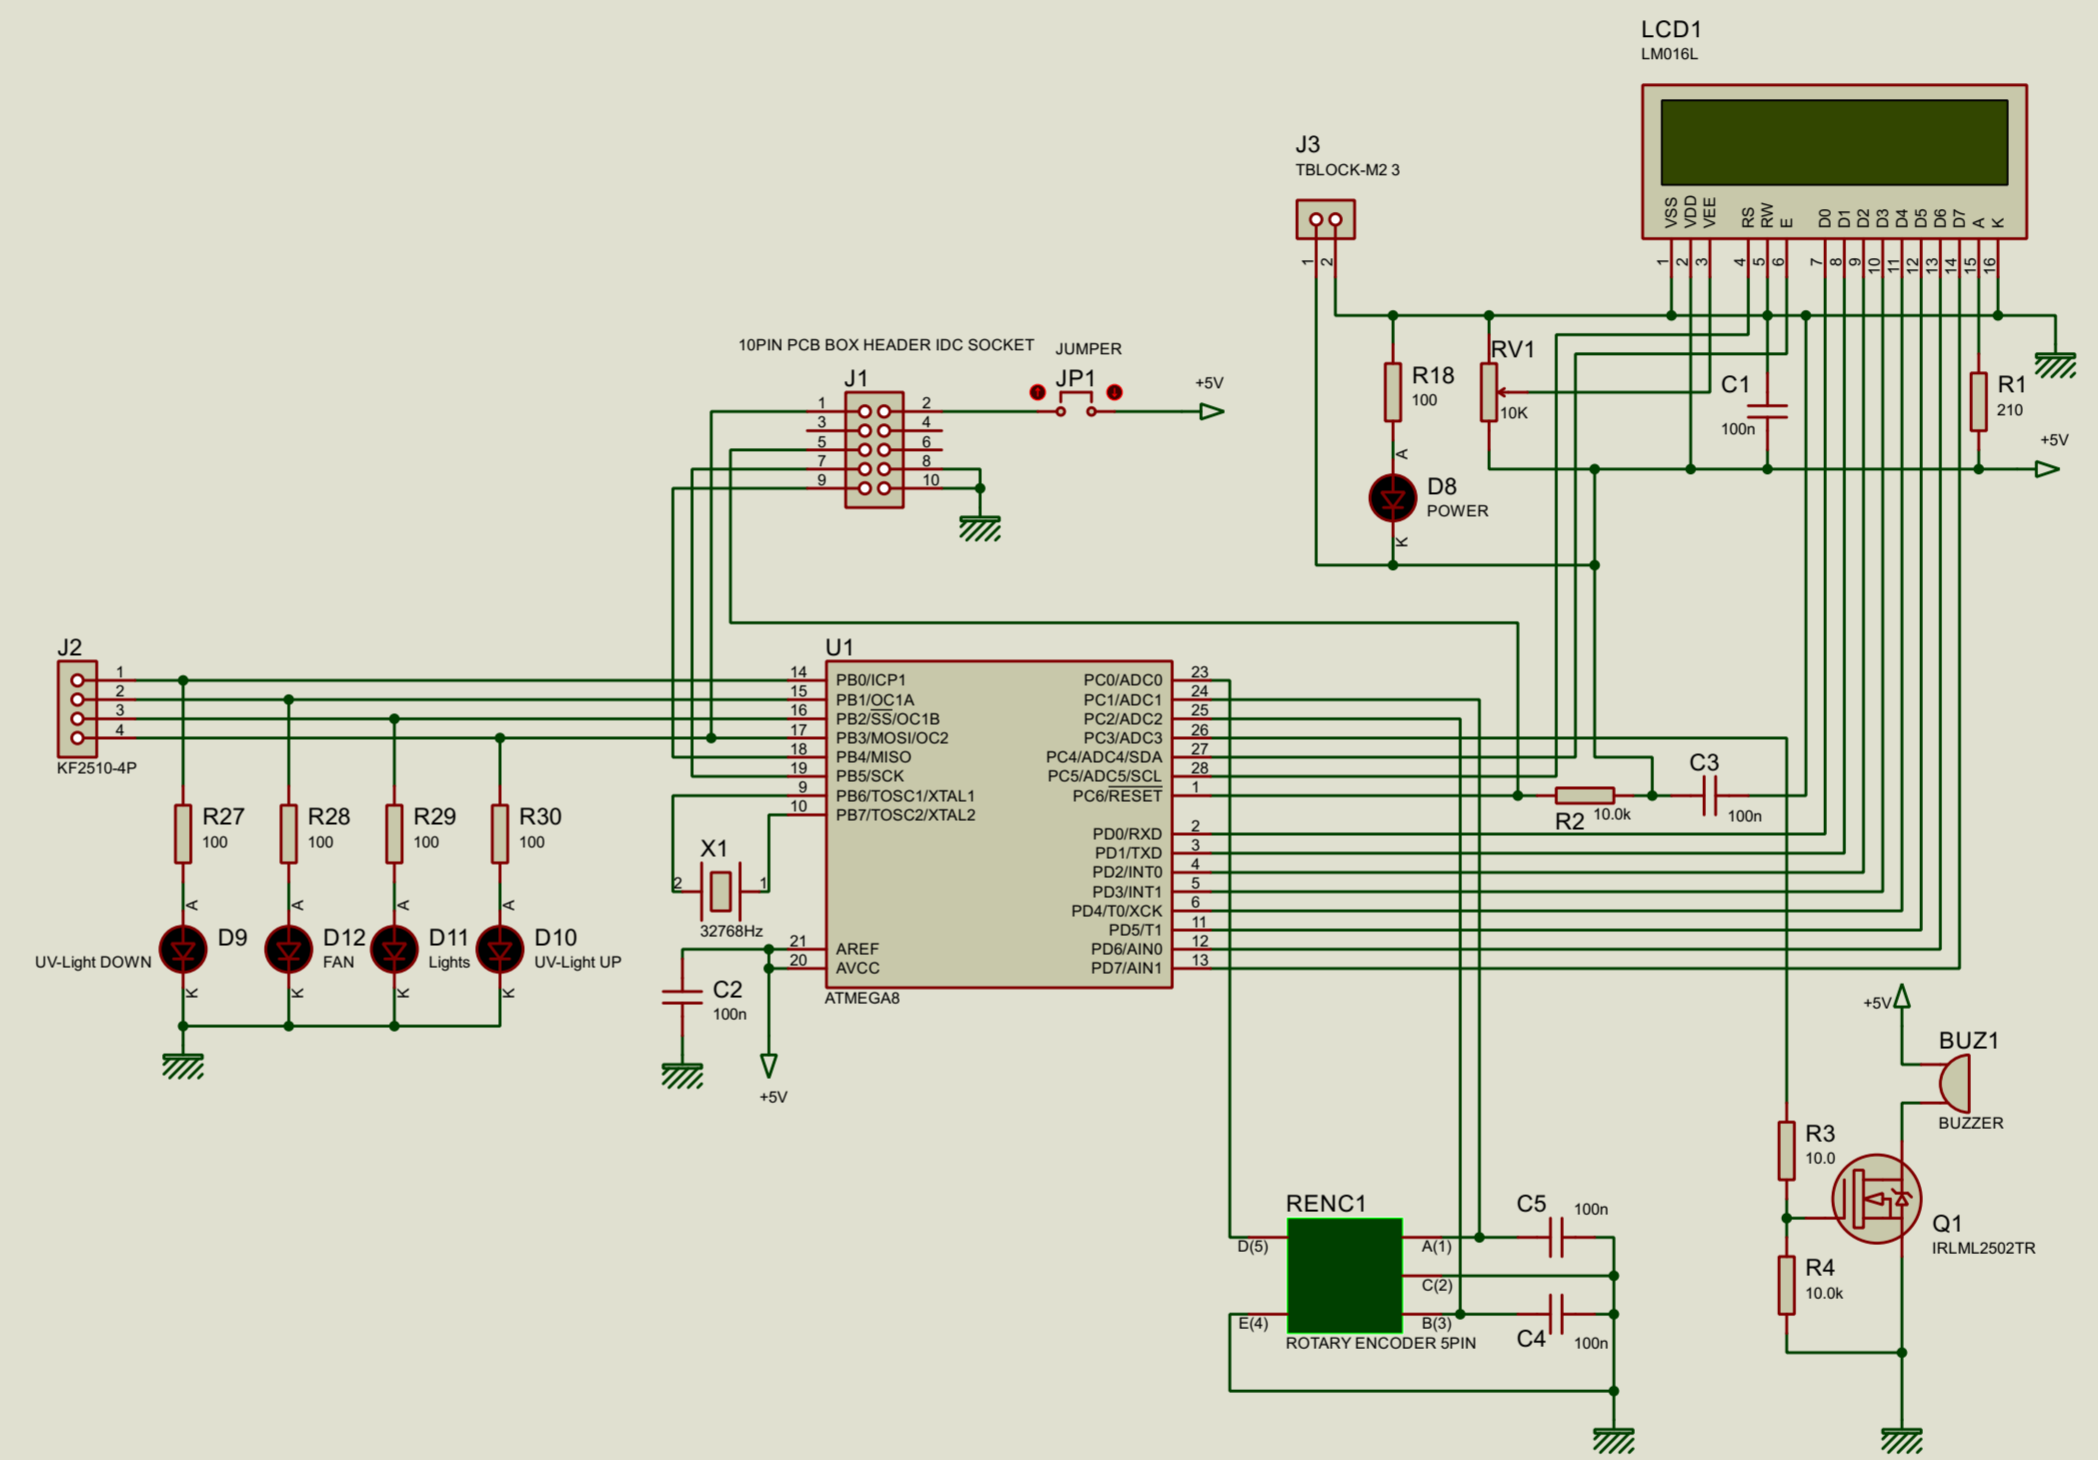 LCD1
LM016L
VSS
VDD
VEE
RS
RW
E
D0
D1
D2
D3
D4
D5
D6
D7
A
K
1
2
3
4
5
6
7
8
9
10
11
12
13
14
15
16
J3
TBLOCK-M2 3
1
2
10PIN PCB BOX HEADER IDC SOCKET
JUMPER
J1
JP1
+5V
1
3
5
7
9
2
4
6
8
10
R18
100
A
D8
POWER
K
RV1
10K
C1
100n
R1
210
+5V
J2
1
2
3
4
KF2510-4P
R27
100
R28
100
R29
100
R30
100
A
A
A
A
D9
UV-Light DOWN
D12
FAN
D11
Lights
D10
UV-Light UP
K
K
K
K
U1
14
15
16
17
18
19
9
10
21
20
PB0/ICP1
PB1/OC1A
PB2/SS/OC1B
PB3/MOSI/OC2
PB4/MISO
PB5/SCK
PB6/TOSC1/XTAL1
PB7/TOSC2/XTAL2
AREF
AVCC
PC0/ADC0
PC1/ADC1
PC2/ADC2
PC3/ADC3
PC4/ADC4/SDA
PC5/ADC5/SCL
PC6/RESET
PD0/RXD
PD1/TXD
PD2/INT0
PD3/INT1
PD4/T0/XCK
PD5/T1
PD6/AIN0
PD7/AIN1
23
24
25
26
27
28
1
2
3
4
5
6
11
12
13
ATMEGA8
X1
2
1
32768Hz
C2
100n
+5V
R2
10.0k
C3
100n
+5V
BUZ1
BUZZER
R3
10.0
Q1
IRLML2502TR
R4
10.0k
RENC1
D(5)
E(4)
A(1)
C(2)
B(3)
ROTARY ENCODER 5PIN
C5
100n
C4
100n